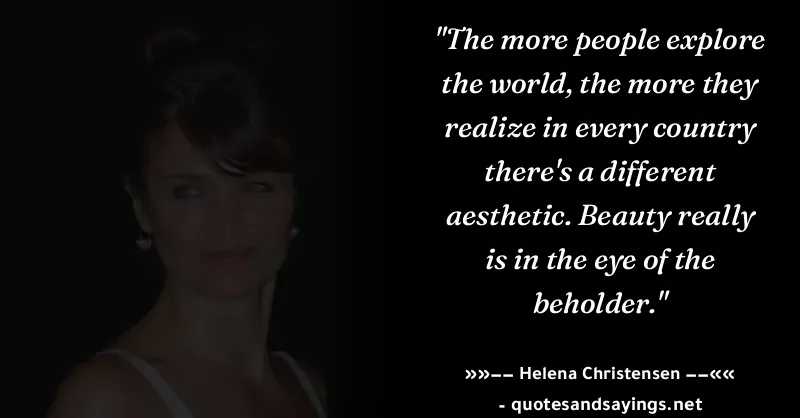 "The more people explore
the world, the more they
realize in every country
there's a different
aesthetic. Beauty really
is in the eye of the
beholder."
»»−− Helena Christensen −−««
- quotesandsayings.net